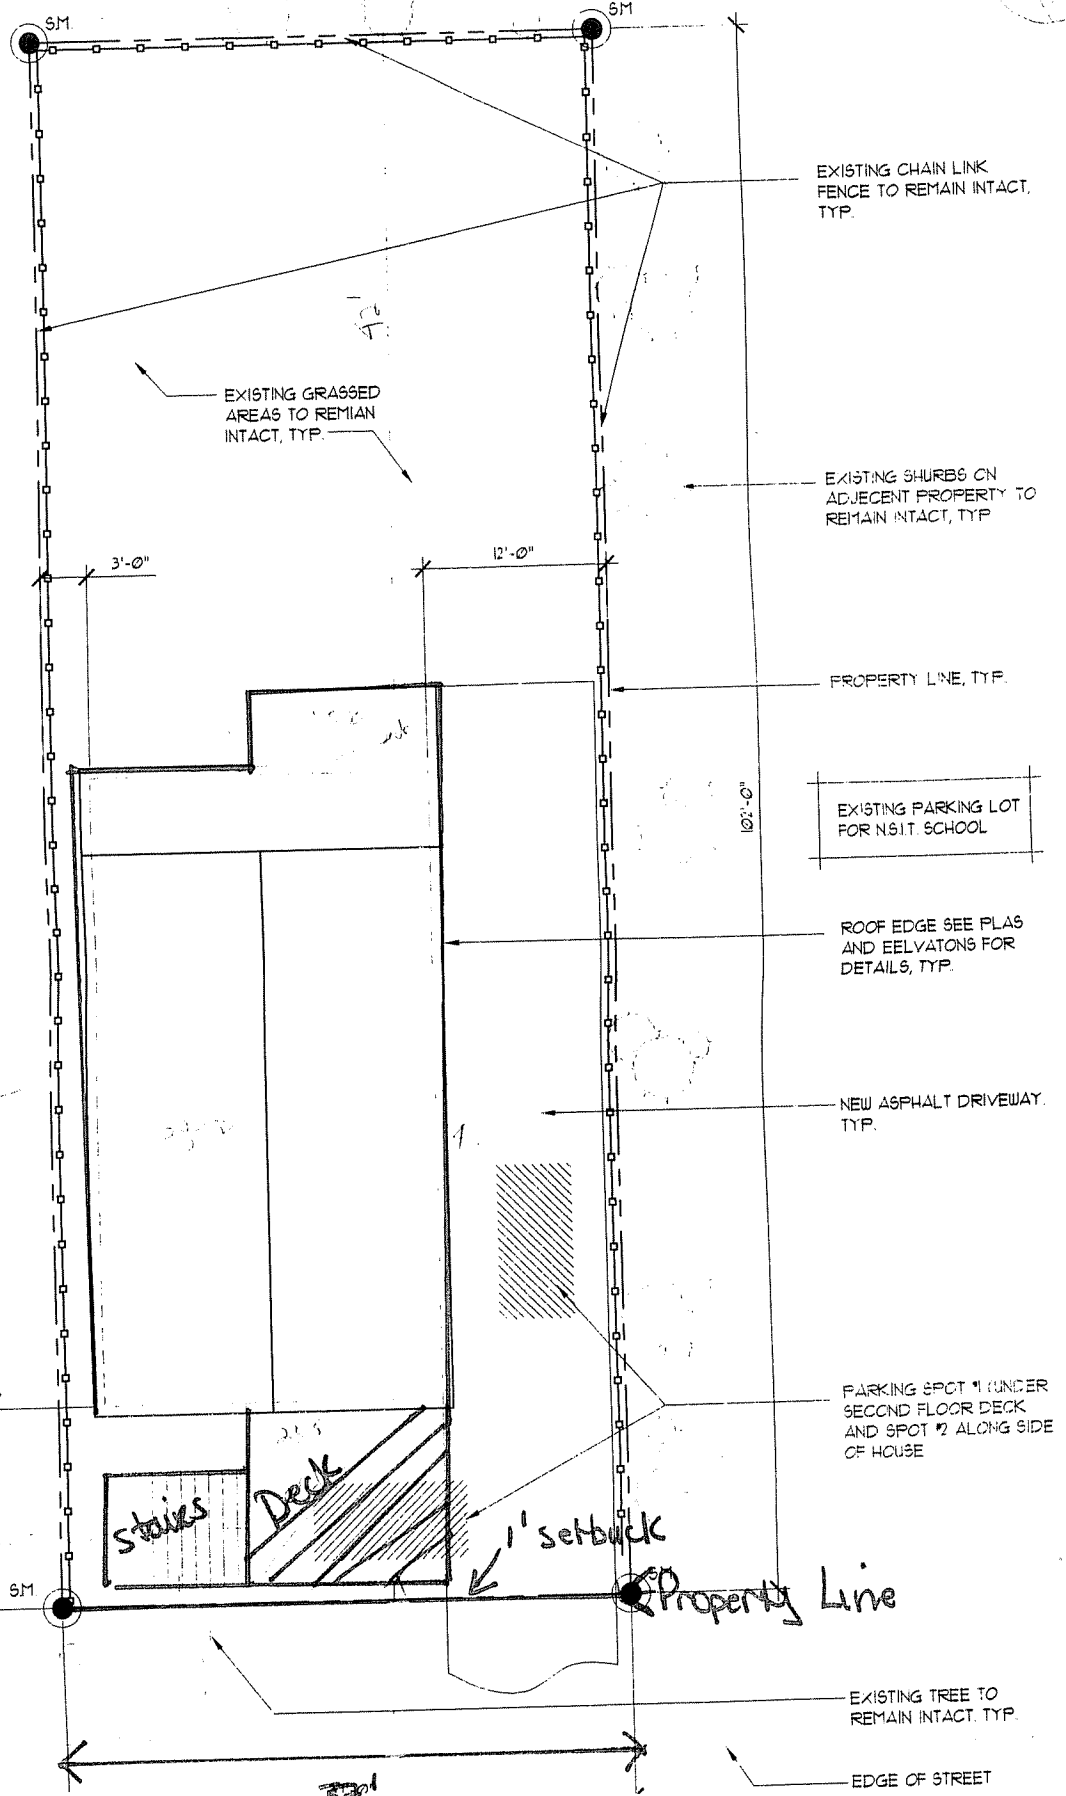 S.M.
S.M
EXISTING CHAIN LINK
FENCE TO REMAIN INTACT,
TYP.
EXISTING GRASSED
AREAS TO REMIAN
INTACT, TYP.
EXISTING SHURBS ON
ADJECENT PROPERTY TO
REMAIN INTACT, TYP
3'-0"
12'-0"
PROPERTY LINE, TYP.
102'-0"
EXISTING PARKING LOT
FOR N.S.I.T. SCHOOL
ROOF EDGE SEE PLAS
AND EELVATONS FOR
DETAILS, TYP.
NEW ASPHALT DRIVEWAY.
TYP.
PARKING SPOT #1 (UNDER
SECOND FLOOR DECK
AND SPOT #2 ALONG SIDE
OF HOUSE
Deck
stairs
1' setback
S.M.
S.M.
Property Line
EXISTING TREE TO
REMAIN INTACT. TYP.
EDGE OF STREET